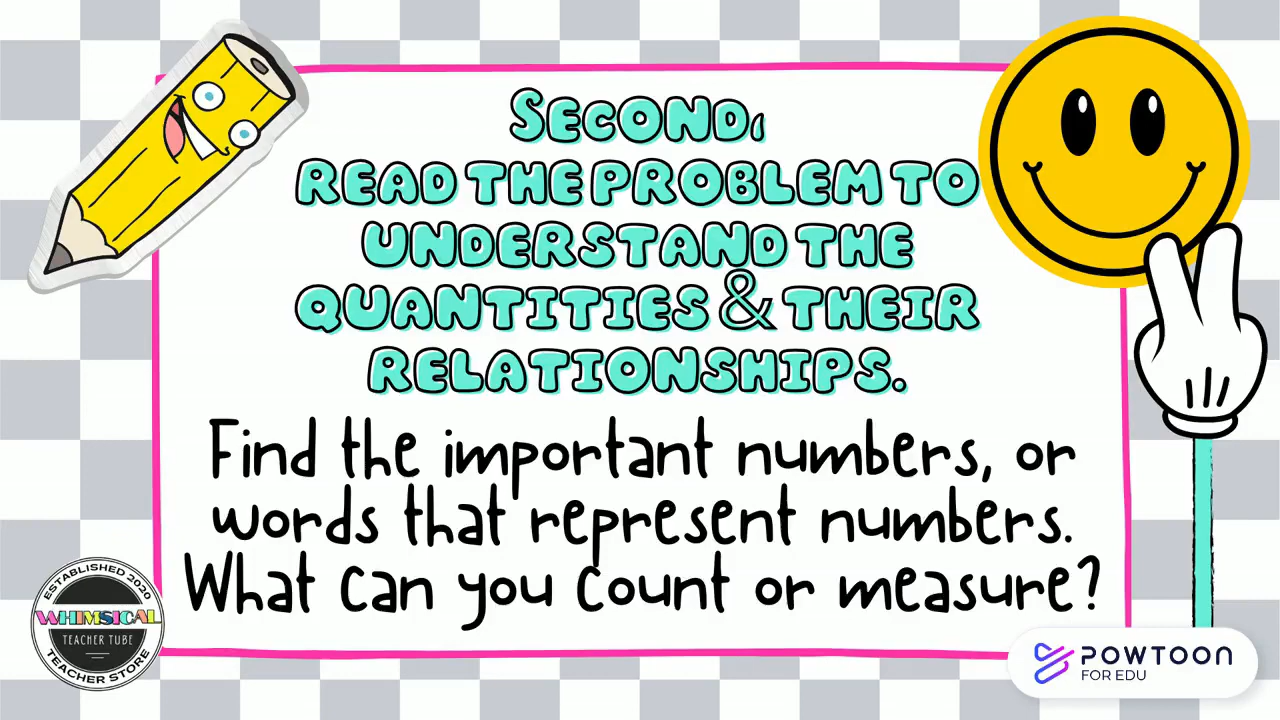 SECOND,
READ THE PROBLEM TO
UNDERSTAND THE
QUANTITIES & THEIR
RELATIONSHIPS.
Find the important numbers, or
words that represent numbers.
What can you count or measure?
ESTABLISHED 2020
WHIMSICAL
TEACHER TUBE
TEACHER STORE
POWTOON
FOR EDU